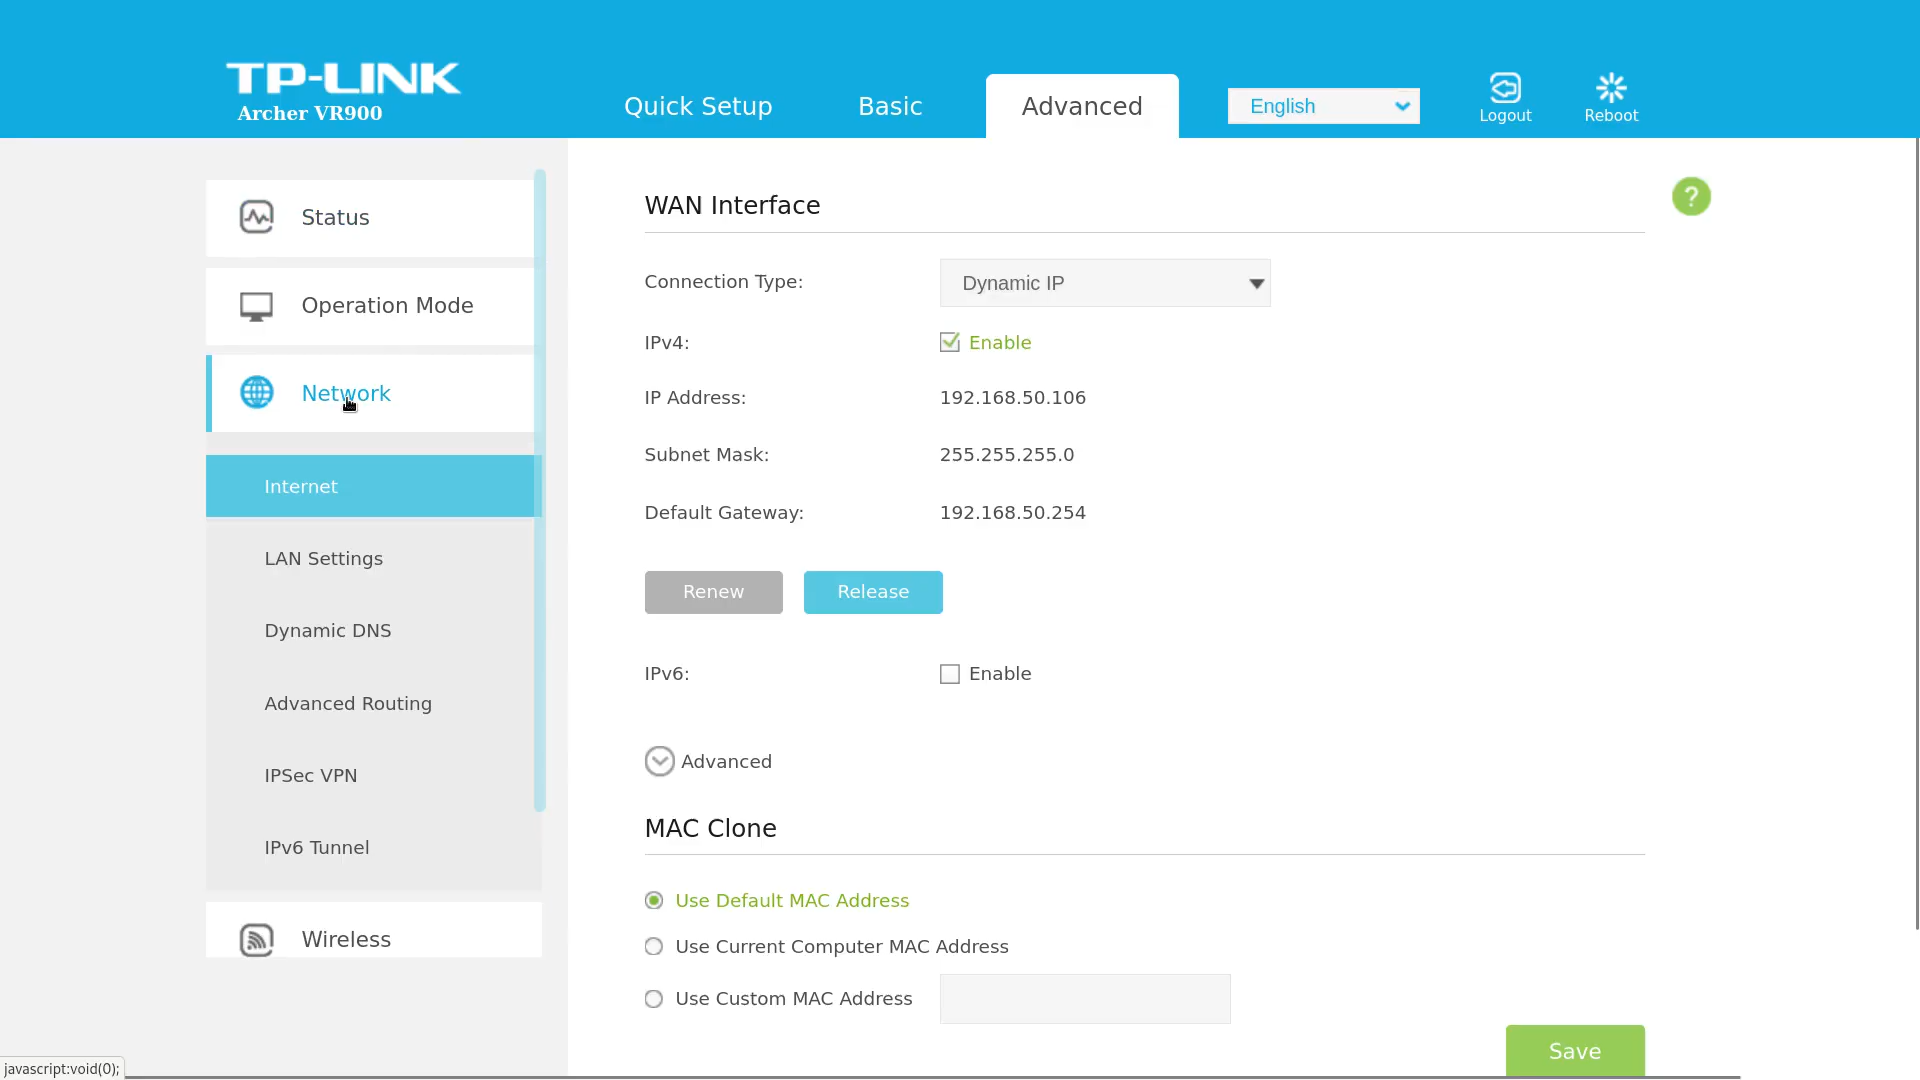 TP-LINK
Archer VR900
Quick Setup
Basic
Advanced
English
Logout
Reboot
Status
Operation Mode
Network
Internet
LAN Settings
Dynamic DNS
Advanced Routing
IPSec VPN
IPv6 Tunnel
Wireless
WAN Interface
?
Connection Type: Dynamic IP
IPv4: Enable
IP Address: 192.168.50.106
Subnet Mask: 255.255.255.0
Default Gateway: 192.168.50.254
Renew Release
IPv6: Enable
Advanced
MAC Clone
Use Default MAC Address
Use Current Computer MAC Address
Use Custom MAC Address
Save
javascript:void(0);